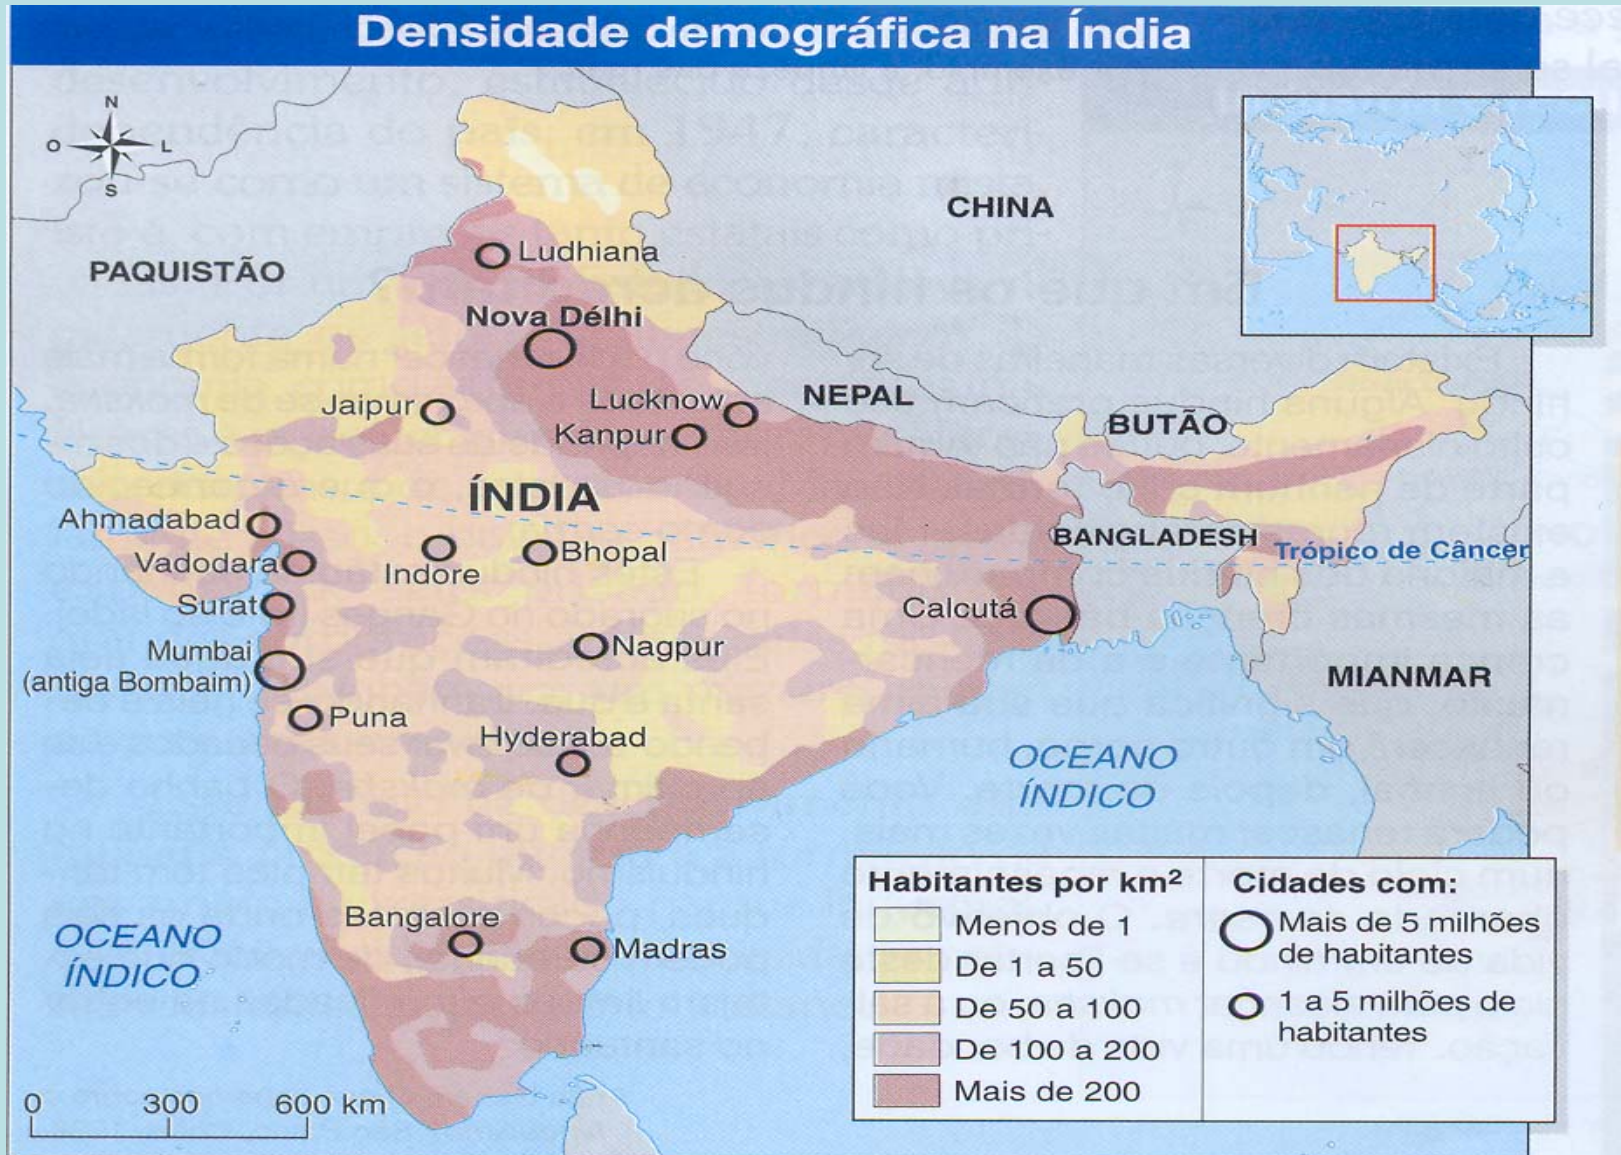 Densidade demográfica na Índia
N
O
L
S
CHINA
PAQUISTÃO
Ludhiana
Nova Délhi
NEPAL
Jaipur
Lucknow
Kanpur
BUTÃO
ÍNDIA
Ahmadabad
BANGLADESH
Trópico de Câncer
Vadodara
Indore
Bhopal
Surat
Calcutá
Mumbai
(antiga Bombaim)
Nagpur
MIANMAR
Puna
Hyderabad
OCEANO
ÍNDICO
Bangalore
Madras
OCEANO
ÍNDICO
Habitantes por km²
Menos de 1
De 1 a 50
De 50 a 100
De 100 a 200
Mais de 200
Cidades com:
Mais de 5 milhões
de habitantes
1 a 5 milhões de
habitantes
0 300 600 km